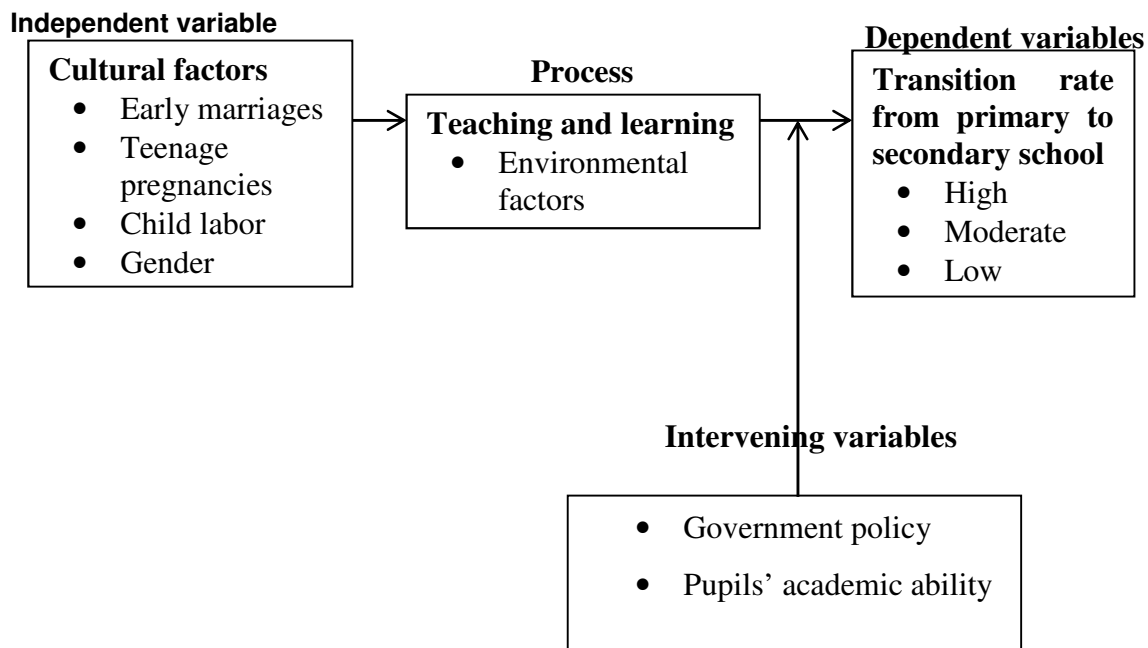 Independent variable
Cultural factors
• Early marriages
• Teenage
pregnancies
• Child labor
• Gender
Process
Teaching and learning
• Environmental
factors
Dependent variables
Transition rate
from primary to
secondary school
• High
• Moderate
• Low
Intervening variables
• Government policy
• Pupils’ academic ability